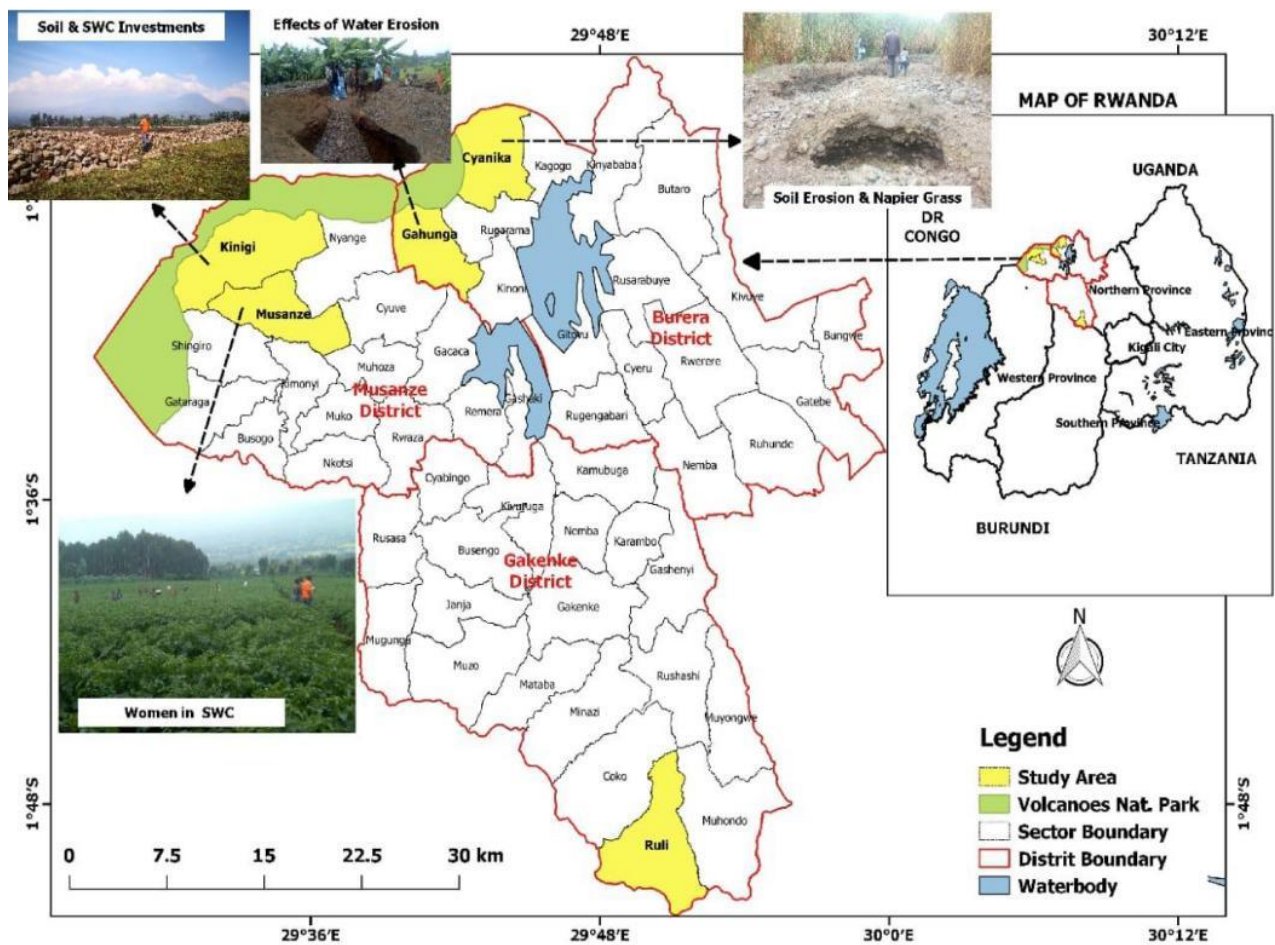 Soil & SWC Investments
Effects of Water Erosion
29°48'E
30°12'E
MAP OF RWANDA
UGANDA
Soil Erosion & Napier Grass
DR
CONGO
Northern Province
Eastern Provinc
Kigali City
Western Province
Southern Province
TANZANIA
BURUNDI
Cyanika
Kagogo
Kinyababa
Butaro
Kinigi
Nyange
Gahunga
Rugarama
Rusarabuye
Kivuye
Kinoni
Musanze
Cyuve
Gitovu
Burera
District
Bungwe
Shingiro
Gacaca
Muhoza
Cyeru
Rwerere
Kimonyi
Musanze
District
Gashaki
Gataraga
Muko
Remera
Rugengabari
Gatebe
Busogo
Rwaza
Ruhunde
Nkotsi
Nemba
Cyabingo
Kamubuga
1°36'S
Kivuruga
Rusasa
Nemba
Karambo
Busengo
Gakenke
District
Gashenyi
Janja
Gakenke
Mugunga
Muzo
Rushashi
Mataba
Minazi
Muyongwe
Women in SWC
Coko
Muhondo
Ruli
1°48'S
1°48'S
N
Legend
Study Area
Volcanoes Nat. Park
Sector Boundary
Distrit Boundary
Waterbody
0 7.5 15 22.5 30 km
29°36'E
29°48'E
30°0'E
30°12'E